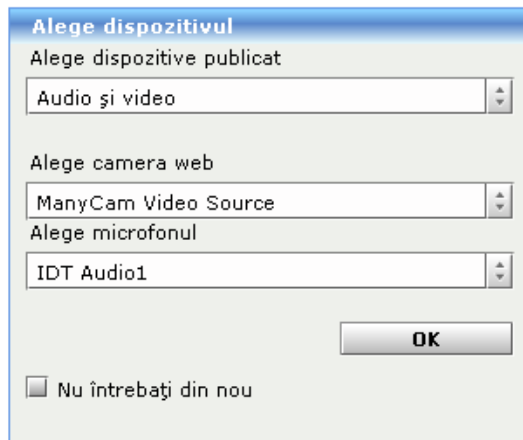 Alege dispozitivul
Alege dispozitive publicat
Audio şi video
Alege camera web
ManyCam Video Source
Alege microfonul
IDT Audio1
OK
Nu întrebaţi din nou